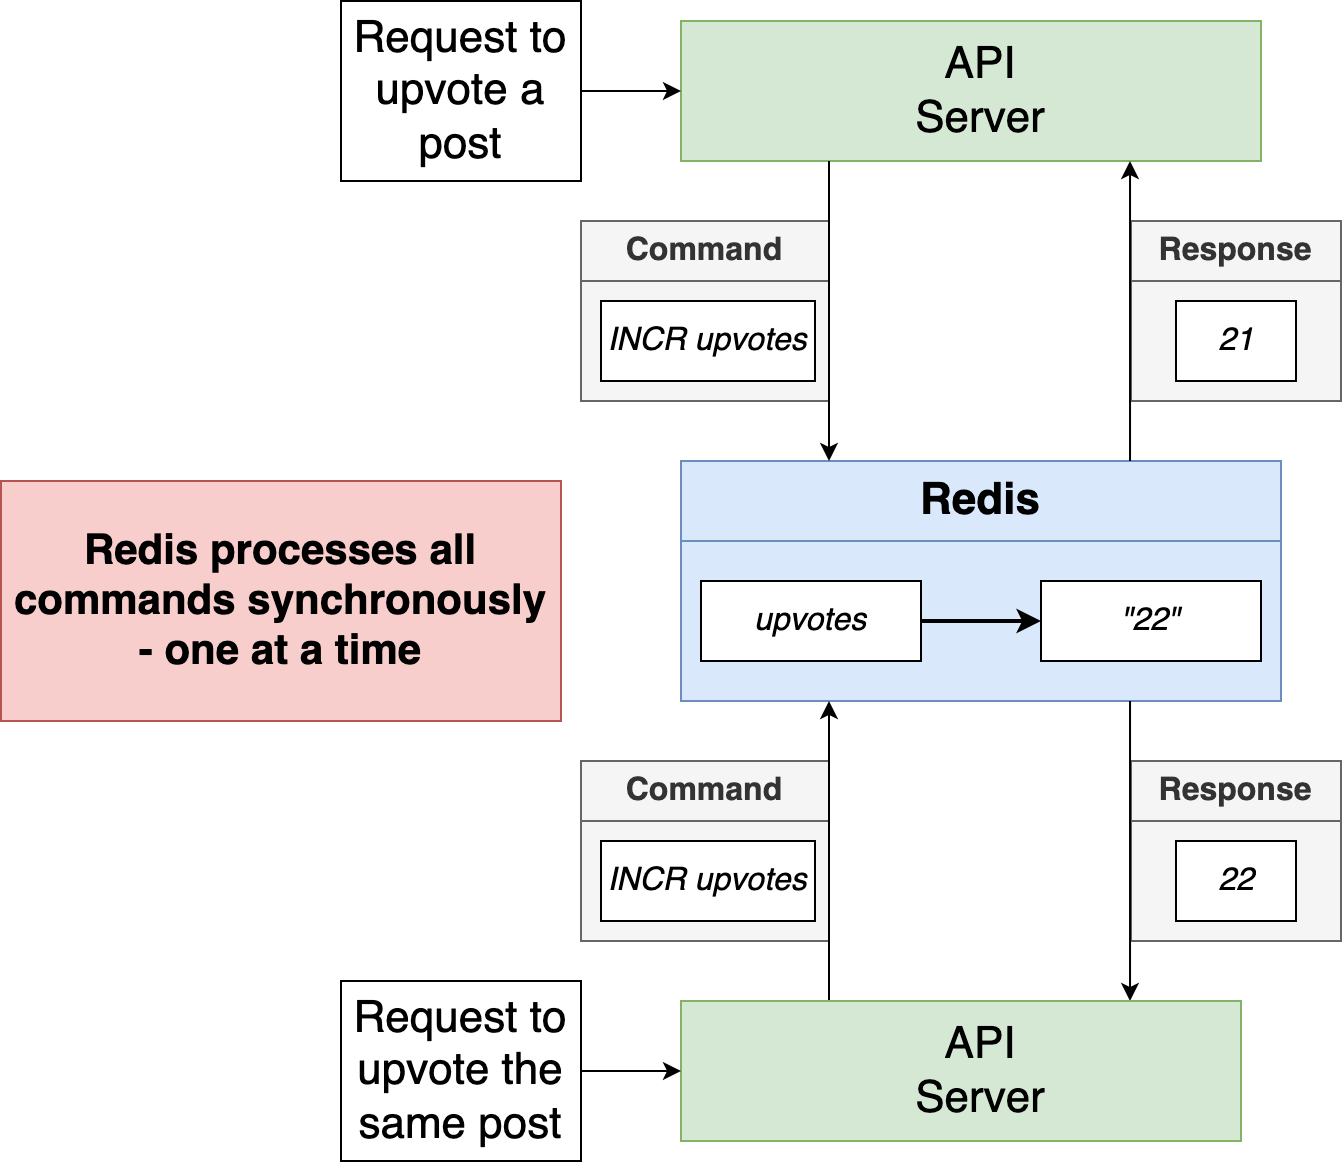 Request to
upvote a
post
API
Server
Command
INCR upvotes
Response
21
Redis
upvotes
"22"
Redis processes all
commands synchronously
- one at a time
Command
INCR upvotes
Response
22
Request to
upvote the
same post
API
Server